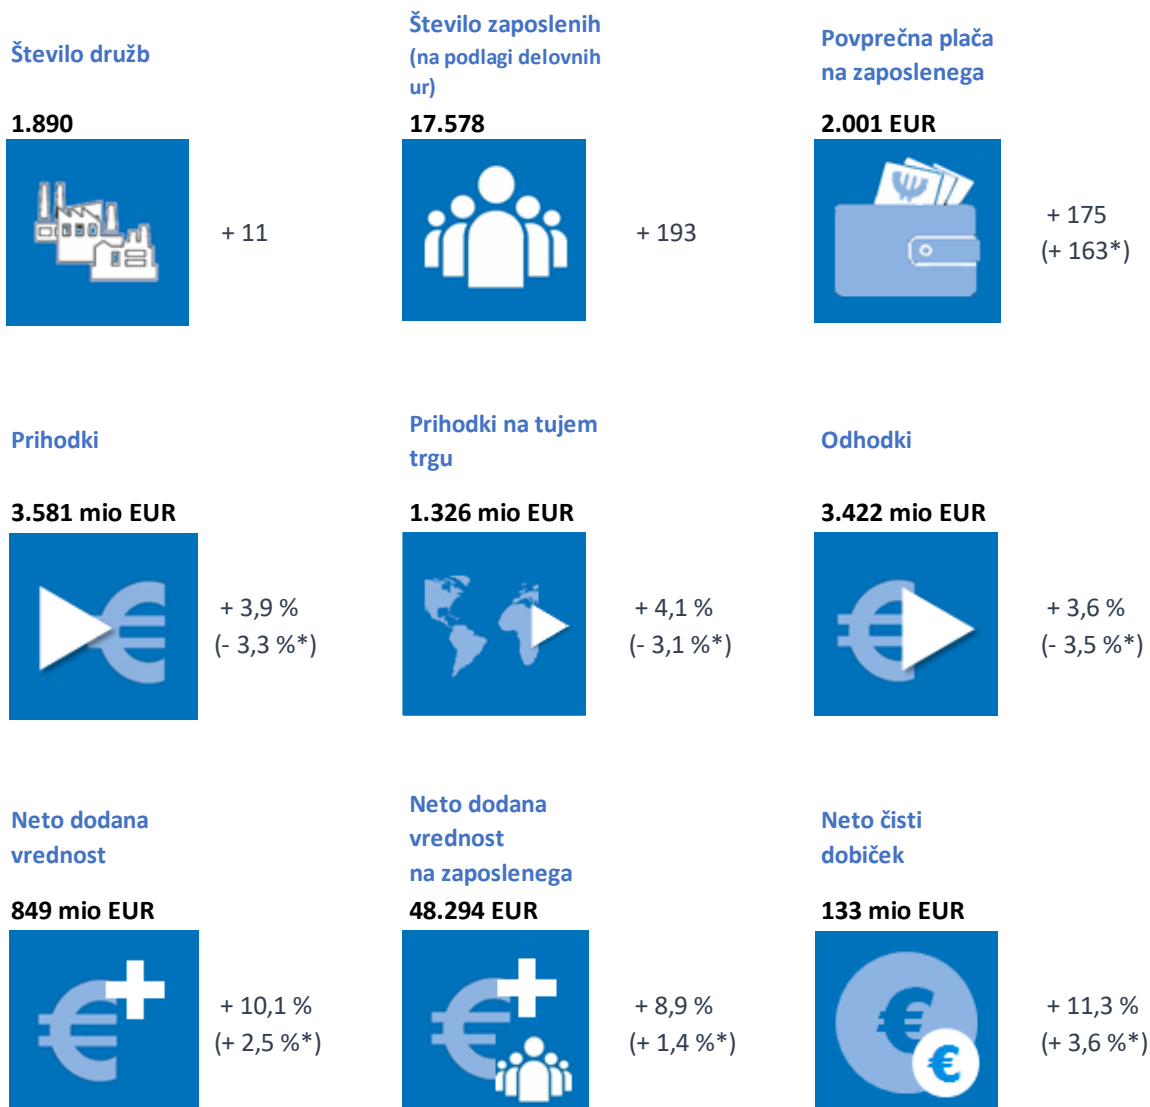 Število družb
1.890
+ 11
Število zaposlenih
(na podlagi delovnih
ur)
17.578
+ 193
Povprečna plača
na zaposlenega
2.001 EUR
+ 175
(+ 163*)
Prihodki
3.581 mio EUR
+ 3,9 %
(- 3,3 %*)
Prihodki na tujem
trgu
1.326 mio EUR
+ 4,1 %
(- 3,1 %*)
Odhodki
3.422 mio EUR
+ 3,6 %
(- 3,5 %*)
Neto dodana
vrednost
849 mio EUR
+ 10,1 %
(+ 2,5 %*)
Neto dodana
vrednost
na zaposlenega
48.294 EUR
+ 8,9 %
(+ 1,4 %*)
Neto čisti
dobiček
133 mio EUR
+ 11,3 %
(+ 3,6 %*)